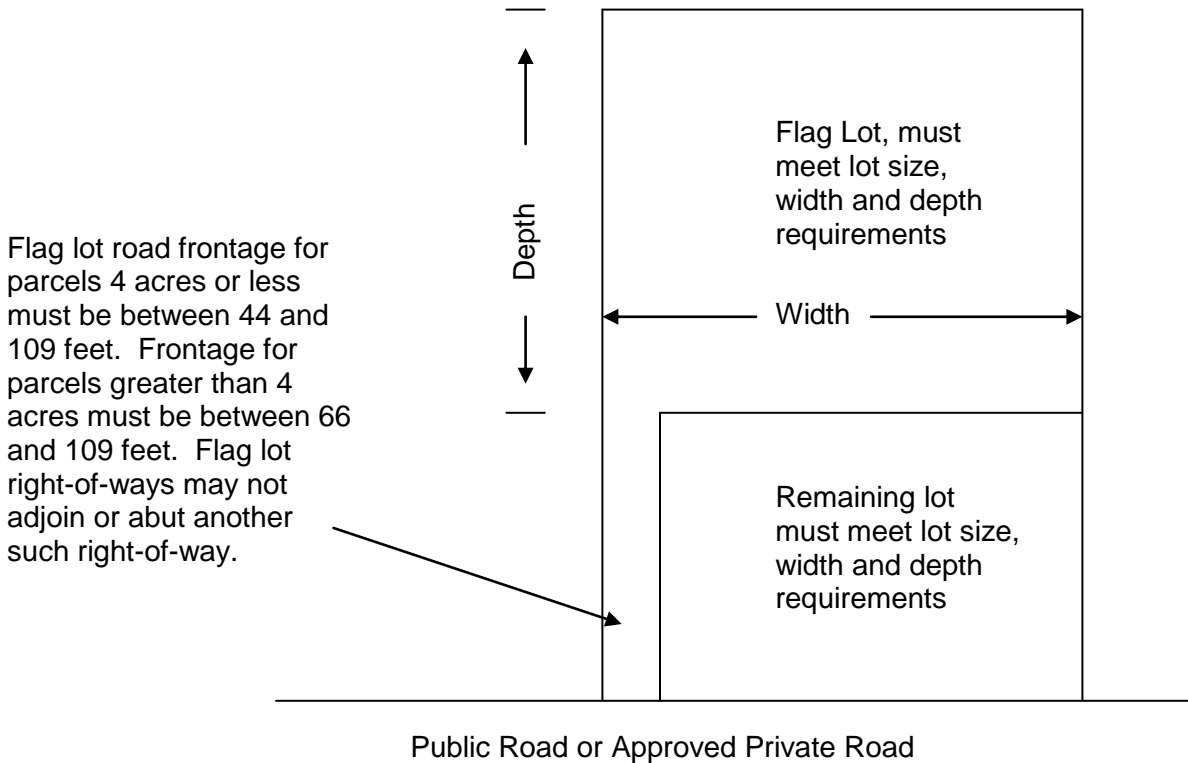 Flag Lot, must
meet lot size,
width and depth
requirements
Depth
Width
Flag lot road frontage for
parcels 4 acres or less
must be between 44 and
109 feet.  Frontage for
parcels greater than 4
acres must be between 66
and 109 feet.  Flag lot
right-of-ways may not
adjoin or abut another
such right-of-way.
Remaining lot
must meet lot size,
width and depth
requirements
Public Road or Approved Private Road